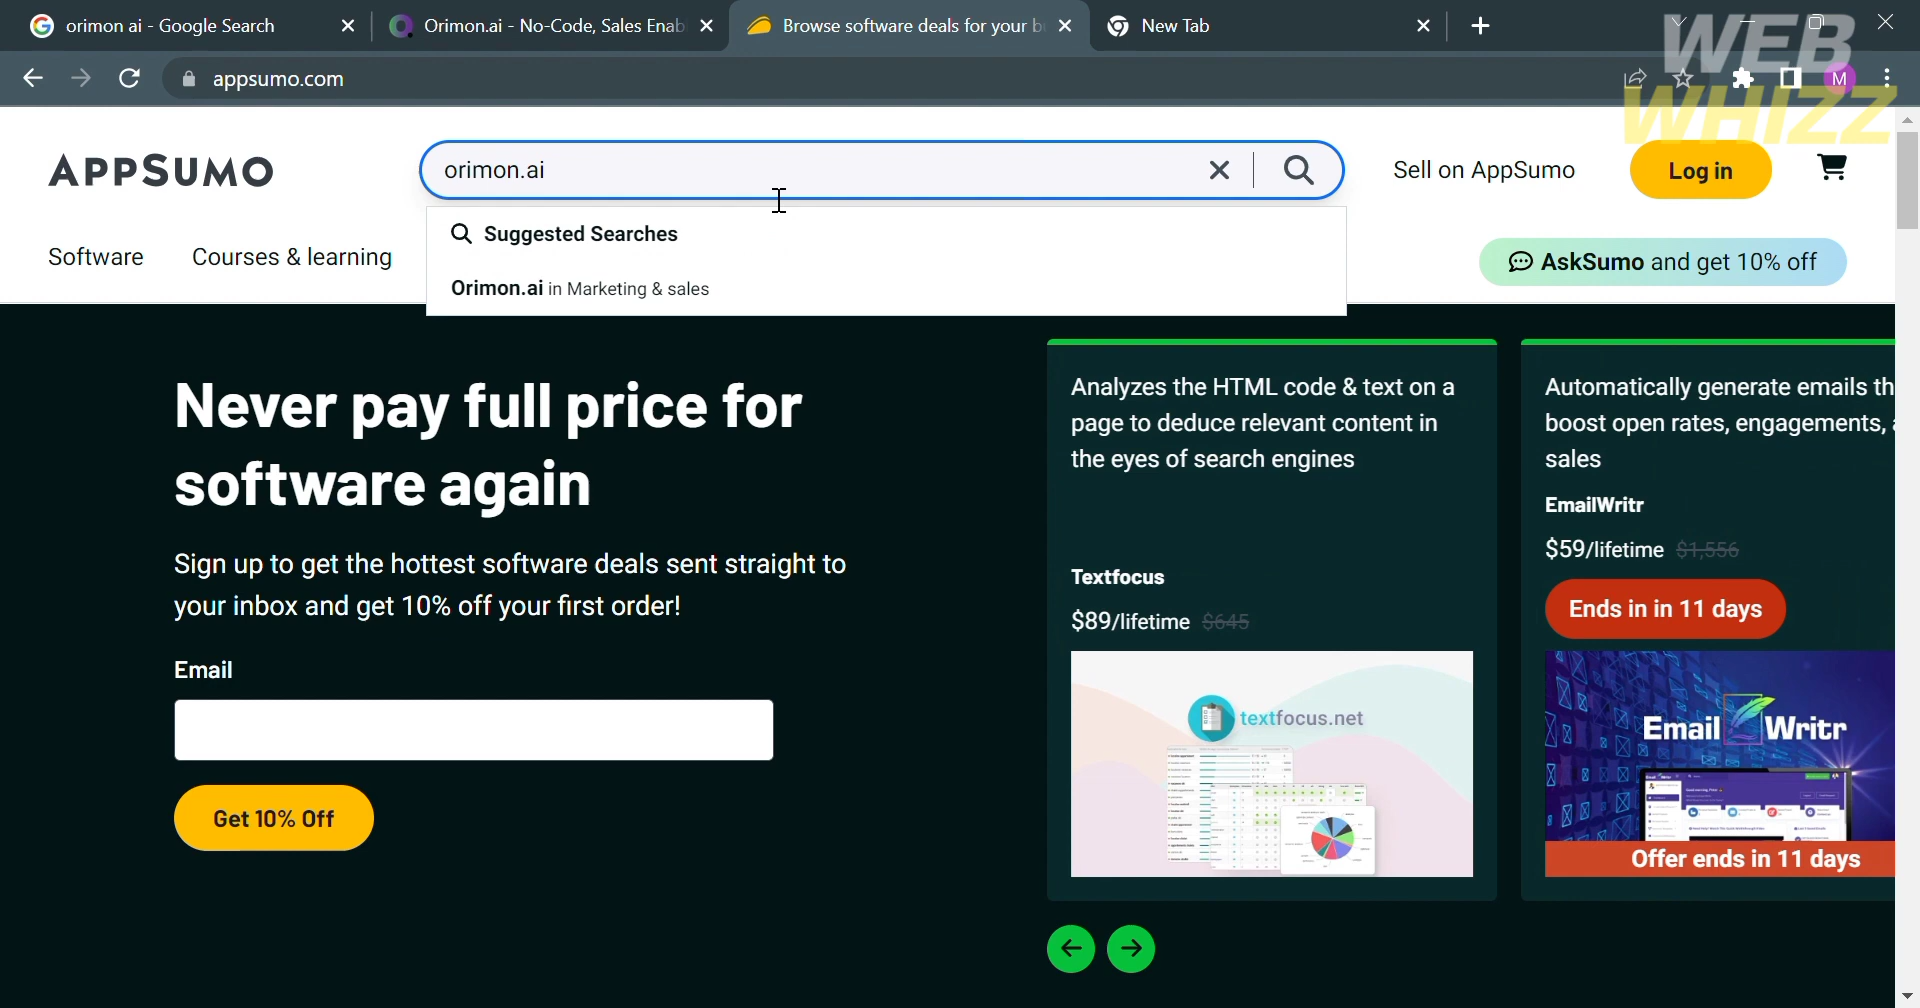 orimon ai - Google Search
Orimon.ai - No-Code, Sales Enab
Browse software deals for your b
New Tab
WEB
WHIZZ
appsumo.com
M
APPSUMO
orimon.ai
Sell on AppSumo
Log in
Suggested Searches
Orimon.ai in Marketing & sales
Software
Courses & learning
AskSumo and get 10% off
Never pay full price for
software again
Sign up to get the hottest software deals sent straight to
your inbox and get 10% off your first order!
Email
Get 10% Off
Analyzes the HTML code & text on a
page to deduce relevant content in
the eyes of search engines
Textfocus
$89/lifetime $645
textfocus.net
Automatically generate emails th
boost open rates, engagements,
sales
EmailWritr
$59/lifetime $1,556
Ends in in 11 days
Email Writr
Offer ends in 11 days